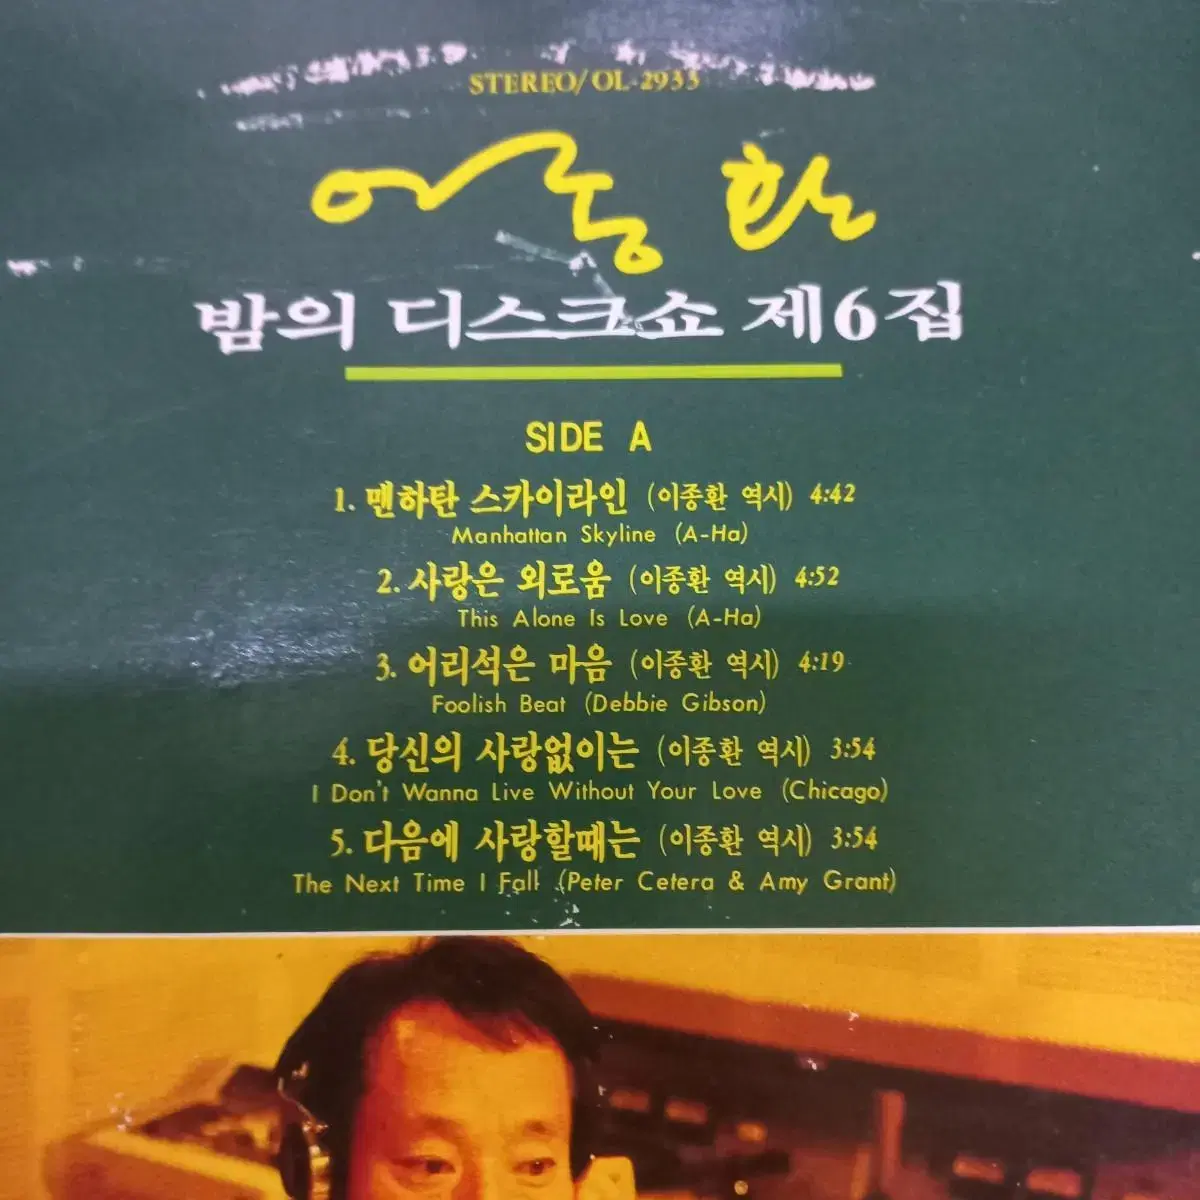 STEREO/OL-2933
이종환
밤의 디스크쇼 제6집
SIDE A
1. 맨하탄 스카이라인 (이종환 역시) 4:42
Manhattan Skyline (A-Ha)
2. 사랑은 외로움 (이종환 역시) 4:52
This Alone Is Love (A-Ha)
3. 어리석은 마음 (이종환 역시) 4:19
Foolish Beat (Debbie Gibson)
4. 당신의 사랑없이는 (이종환 역시) 3:54
I Don't Wanna Live Without Your Love (Chicago)
5. 다음에 사랑할때는 (이종환 역시) 3:54
The Next Time I Fall (Peter Cetera & Amy Grant)